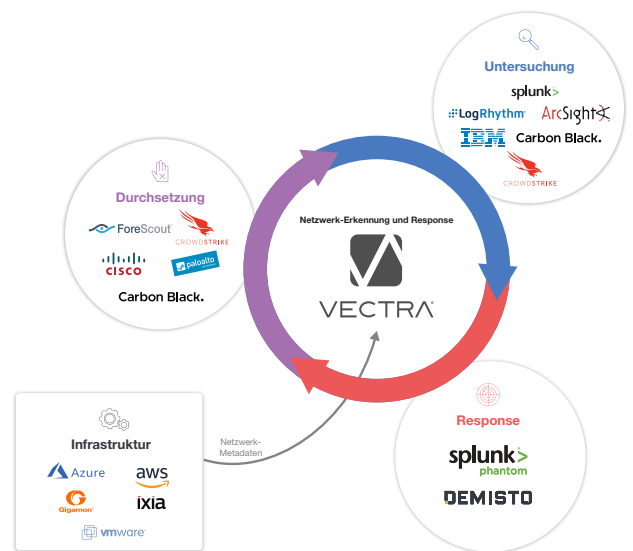 Untersuchung
splunk>
LogRhythm
ArcSight
IBM
Carbon Black.
CROWDSTRIKE
Durchsetzung
ForeScout
CROWDSTRIKE
CISCO
paloalto
Carbon Black.
Netzwerk-Erkennung und Response
VECTRA
Infrastruktur
Azure
aws
Gigamon
ixia
vmware
Netzwerk-
Metadaten
Response
splunk>
phantom
DEMISTO